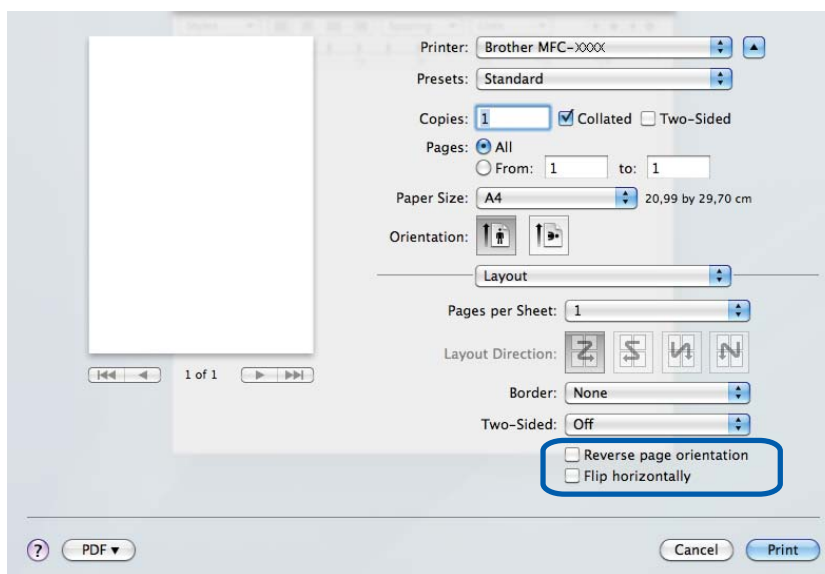 Printer: Brother MFC-XXXX
Presets: Standard
Copies: 1 Collated Two-Sided
Pages: All
From: 1 to: 1
Paper Size: A4 20,99 by 29,70 cm
Orientation:
Layout
Pages per Sheet: 1
Layout Direction:
1 of 1
Border: None
Two-Sided: Off
Reverse page orientation
Flip horizontally
? PDF▼ Cancel Print